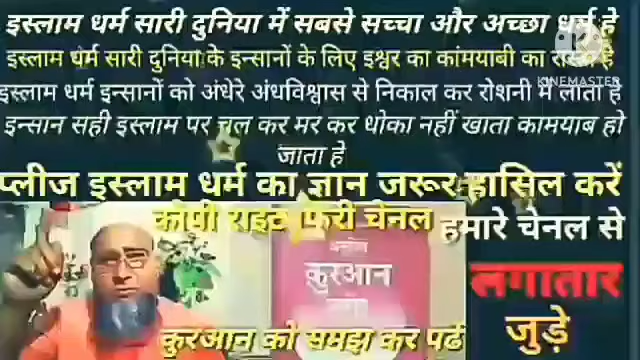 इस्लाम धर्म सारी दुनिया में सबसे सच्चा और अच्छा धर्म हे
इस्लाम धर्म सारी दुनिया के इन्सानों के लिए इश्वर का कांमयाबी का रास्ता हे
KINEMASTER
इस्लाम धर्म इन्सानों को अंधेरे अंधविश्वास से निकाल कर रोशनी में लाता हे
इन्सान सही इस्लाम पर चल कर मर कर धोका नहीं खाता कामयाब हो
जाता हे
प्लीज इस्लाम धर्म का ज्ञान जरूर हासिल करें
कॉपी राइट फ्री चेनल
हमारे चेनल से
क़ुरआन
लगातार
कुरआन को समझ कर पढें
जुड़े